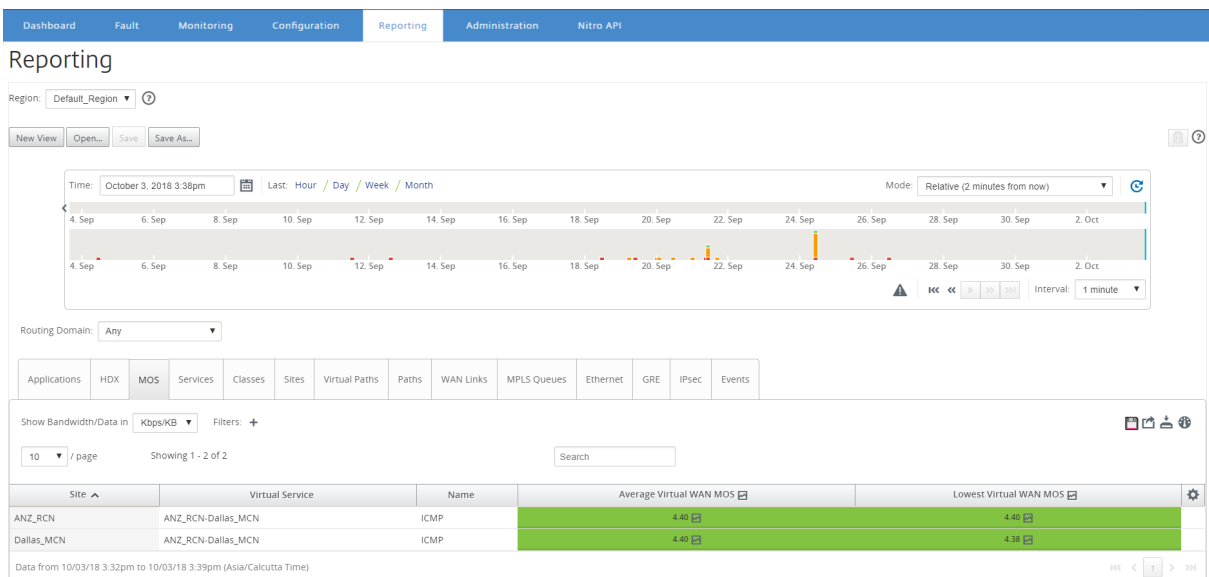 Dashboard Fault Monitoring Configuration Reporting Administration Nitro API
Reporting
Region: Default_Region ?
New View Open... Save Save As... ?
Time: October 3, 2018 3:38pm Last: Hour / Day / Week / Month Mode: Relative (2 minutes from now)
4. Sep 6. Sep 8. Sep 10. Sep 12. Sep 14. Sep 16. Sep 18. Sep 20. Sep 22. Sep 24. Sep 26. Sep 28. Sep 30. Sep 2. Oct
4. Sep 6. Sep 8. Sep 10. Sep 12. Sep 14. Sep 16. Sep 18. Sep 20. Sep 22. Sep 24. Sep 26. Sep 28. Sep 30. Sep 2. Oct
Interval: 1 minute
Routing Domain: Any
Applications HDX MOS Services Classes Sites Virtual Paths Paths WAN Links MPLS Queues Ethernet GRE IPsec Events
Show Bandwidth/Data in Kbps/KB Filters: +
10 / page Showing 1 - 2 of 2 Search
Site Virtual Service Name Average Virtual WAN MOS Lowest Virtual WAN MOS
ANZ_RCN ANZ_RCN-Dallas_MCN ICMP 4.40 4.40
Dallas_MCN ANZ_RCN-Dallas_MCN ICMP 4.40 4.38
Data from 10/03/18 3:32pm to 10/03/18 3:39pm (Asia/Calcutta Time) 1